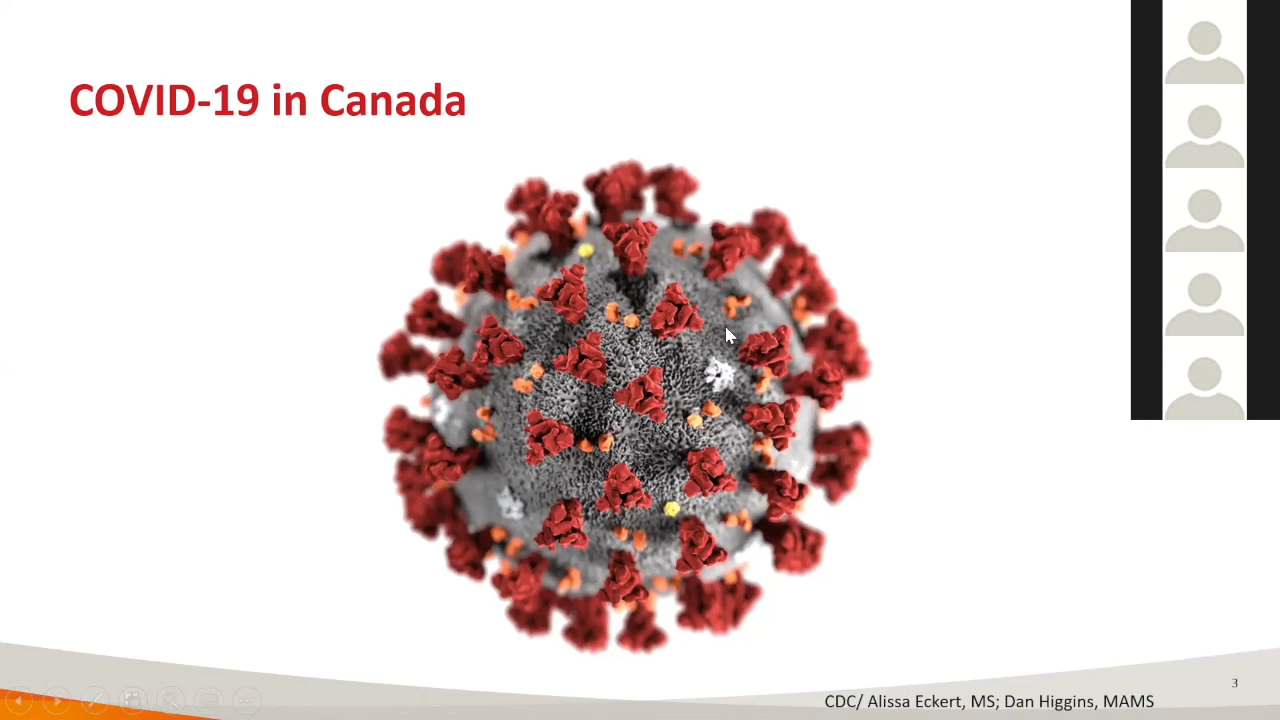 COVID-19 in Canada
3
CDC/ Alissa Eckert, MS; Dan Higgins, MAMS